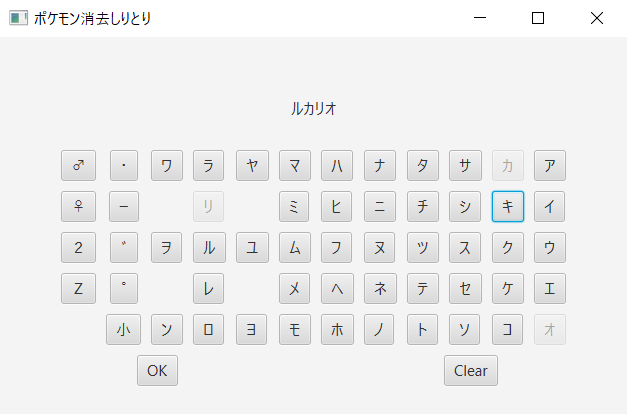 ポケモン消去しりとり
ルカリオ
♂ ・ ワ ラ ヤ マ ハ ナ タ サ カ ア
♀ ー リ ミ ヒ ニ チ シ キ イ
2 ゛ ヲ ル ユ ム フ ヌ ツ ス ク ウ
Z ゜ レ メ ヘ ネ テ セ ケ エ
小 ン ロ ヨ モ ホ ノ ト ソ コ オ
OK Clear